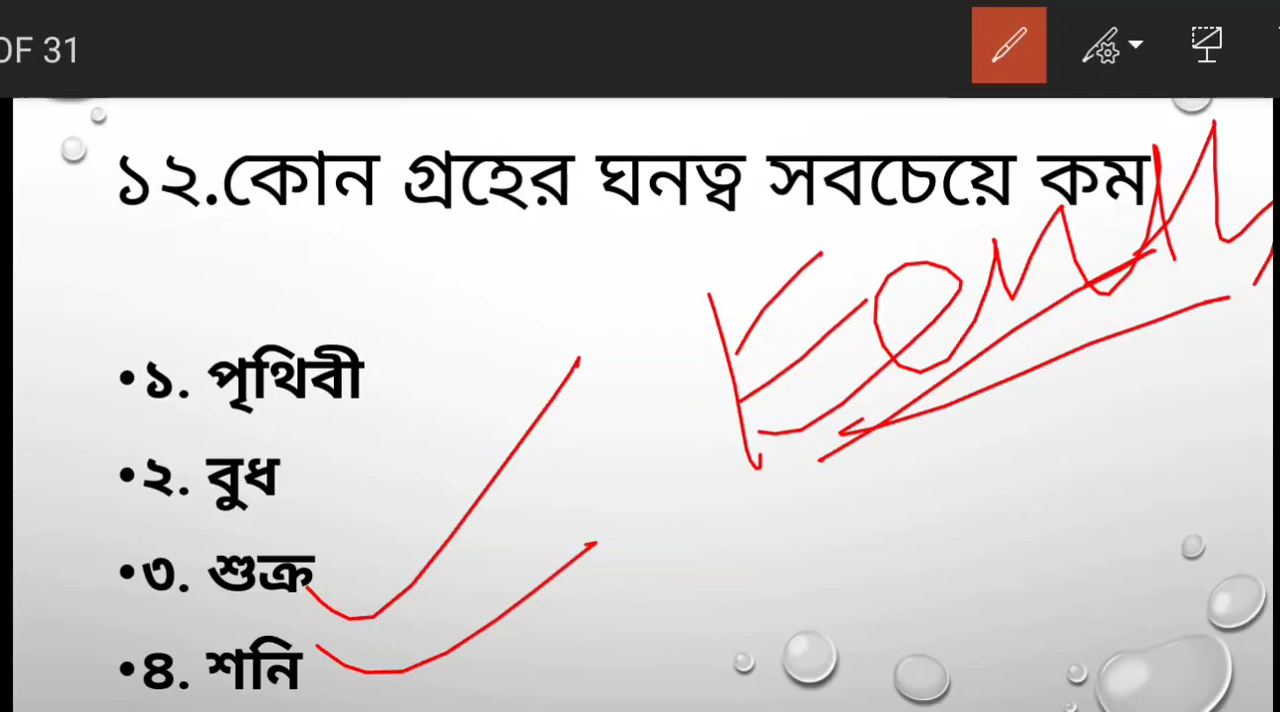 OF 31
১২.কোন গ্রহের ঘনত্ব সবচেয়ে কম
•১. পৃথিবী
•২. বুধ
•৩. শুক্র
•৪. শনি